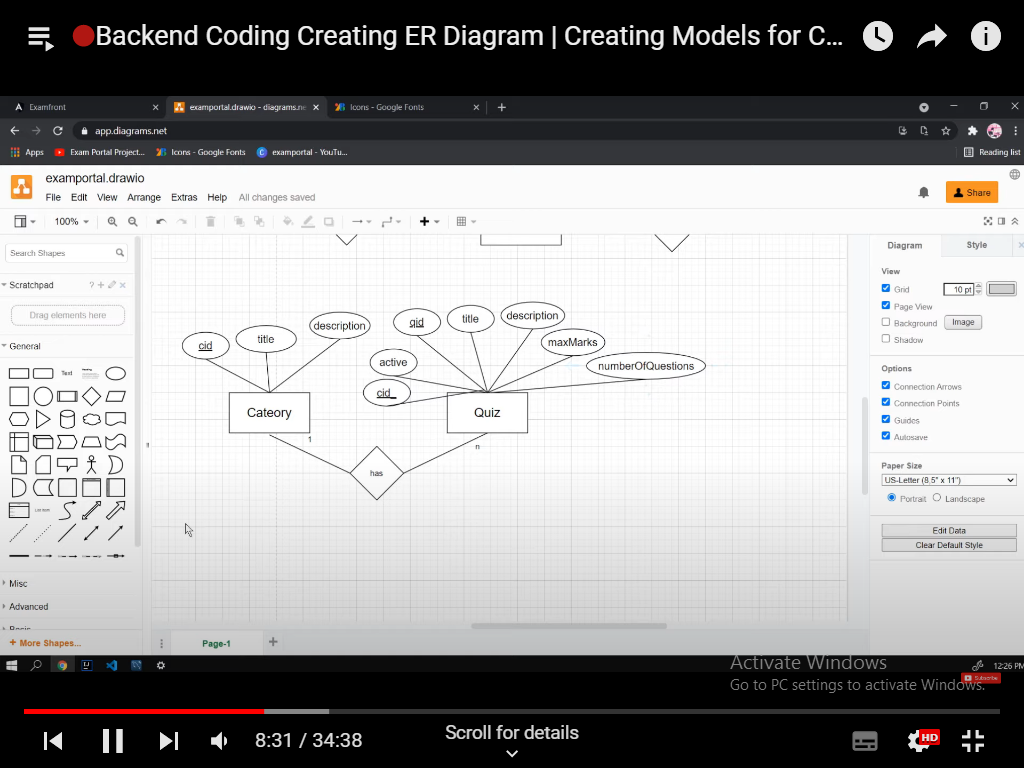 Backend Coding Creating ER Diagram | Creating Models for C...
Examfront
examportal.drawio - diagrams.ne
Icons - Google Fonts
app.diagrams.net
Apps
Exam Portal Project...
Icons - Google Fonts
examportal - YouTu...
Reading list
examportal.drawio
File Edit View Arrange Extras Help All changes saved
Share
100%
Search Shapes
Scratchpad
Drag elements here
General
Text
Misc
Advanced
+ More Shapes...
cid
title
description
qid
title
description
maxMarks
active
numberOfQuestions
cid_
Cateory
Quiz
1
n
has
Page-1
Diagram
Style
View
Grid
10 pt
Page View
Background
Image
Shadow
Options
Connection Arrows
Connection Points
Guides
Autosave
Paper Size
US-Letter (8,5" x 11")
Portrait
Landscape
Edit Data
Clear Default Style
12:26 PM
Activate Windows
Go to PC settings to activate Windows.
Subscribe
8:31 / 34:38
Scroll for details
HD